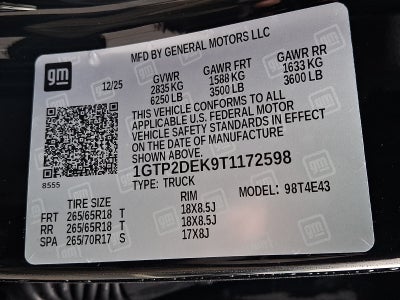 gm
MFD BY GENERAL MOTORS LLC
12/25 GVWR GAWR FRT GAWR RR
2835 KG 1588 KG 1633 KG
6250 LB 3500 LB 3600 LB
THIS VEHICLE CONFORMS TO ALL
APPLICABLE U.S. FEDERAL MOTOR
VEHICLE SAFETY STANDARDS IN EFFECT
ON THE DATE OF MANUFACTURE
SHOWN ABOVE.
8555
1GTP2DEK9T1172598
TYPE: TRUCK MODEL: 98T4E43
TIRE SIZE RIM
FRT 265/65R18 T 18X8.5J
RR 265/65R18 T 18X8.5J
SPA 265/70R17 S 17X8J